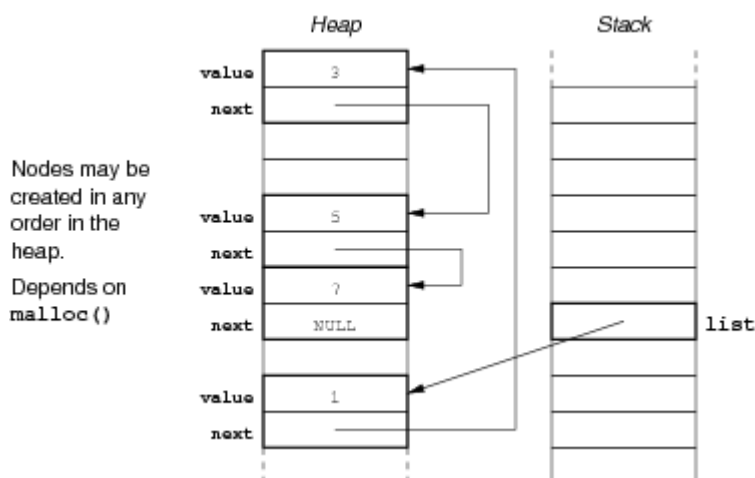 Heap
Stack
value 3
next
Nodes may be
created in any
order in the
heap.
Depends on
malloc()
value 5
next
value 7
next NULL
list
value 1
next